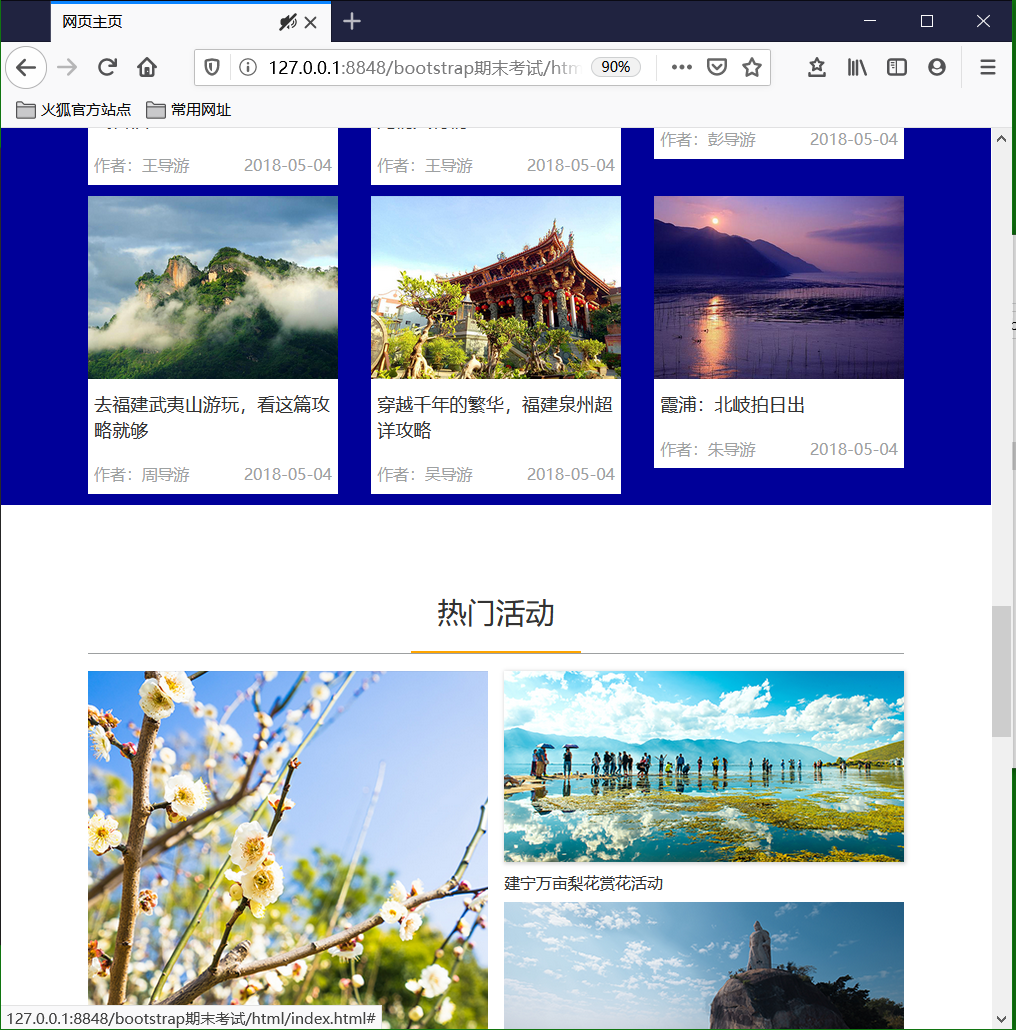 网页主页
127.0.0.1:8848/bootstrap期末考试/htm
90%
火狐官方站点
常用网址
作者：王导游 2018-05-04
作者：王导游 2018-05-04
作者：彭导游 2018-05-04
去福建武夷山游玩，看这篇攻
略就够
作者：周导游 2018-05-04
穿越千年的繁华，福建泉州超
详攻略
作者：吴导游 2018-05-04
霞浦：北岐拍日出
作者：朱导游 2018-05-04
热门活动
建宁万亩梨花赏花活动
127.0.0.1:8848/bootstrap期末考试/html/index.html#